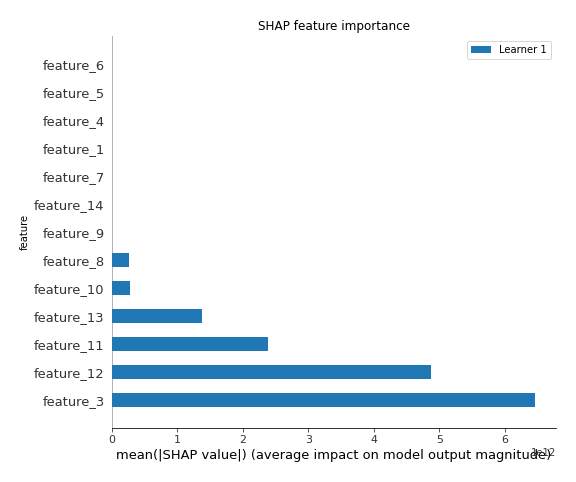 SHAP feature importance
Learner 1
feature_6
feature_5
feature_4
feature_1
feature_7
feature_14
feature_9
feature_8
feature_10
feature_13
feature_11
feature_12
feature_3
feature
0 1 2 3 4 5 6
1e12
mean(|SHAP value|) (average impact on model output magnitude)